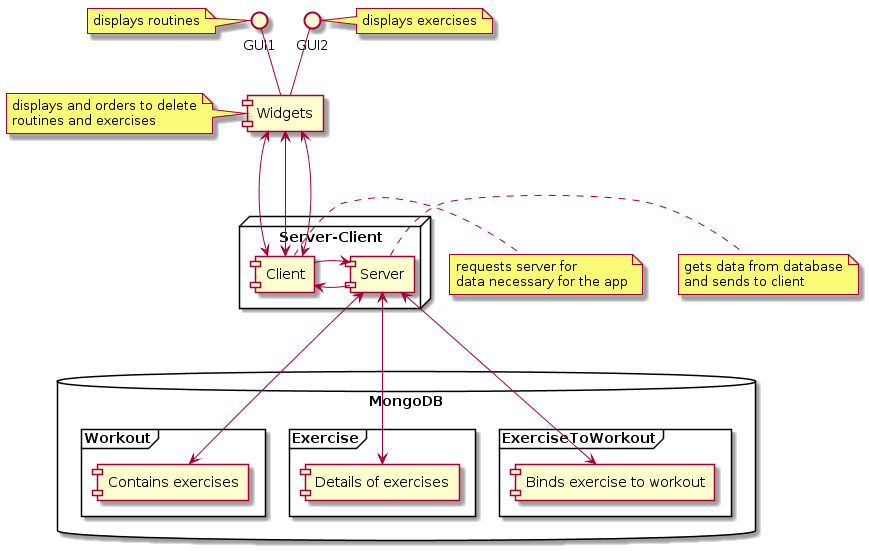 displays routines
displays exercises
GUI1
GUI2
displays and orders to delete
routines and exercises
Widgets
Server-Client
Client
Server
requests server for
data necessary for the app
gets data from database
and sends to client
MongoDB
Workout
Exercise
ExerciseToWorkout
Contains exercises
Details of exercises
Binds exercise to workout